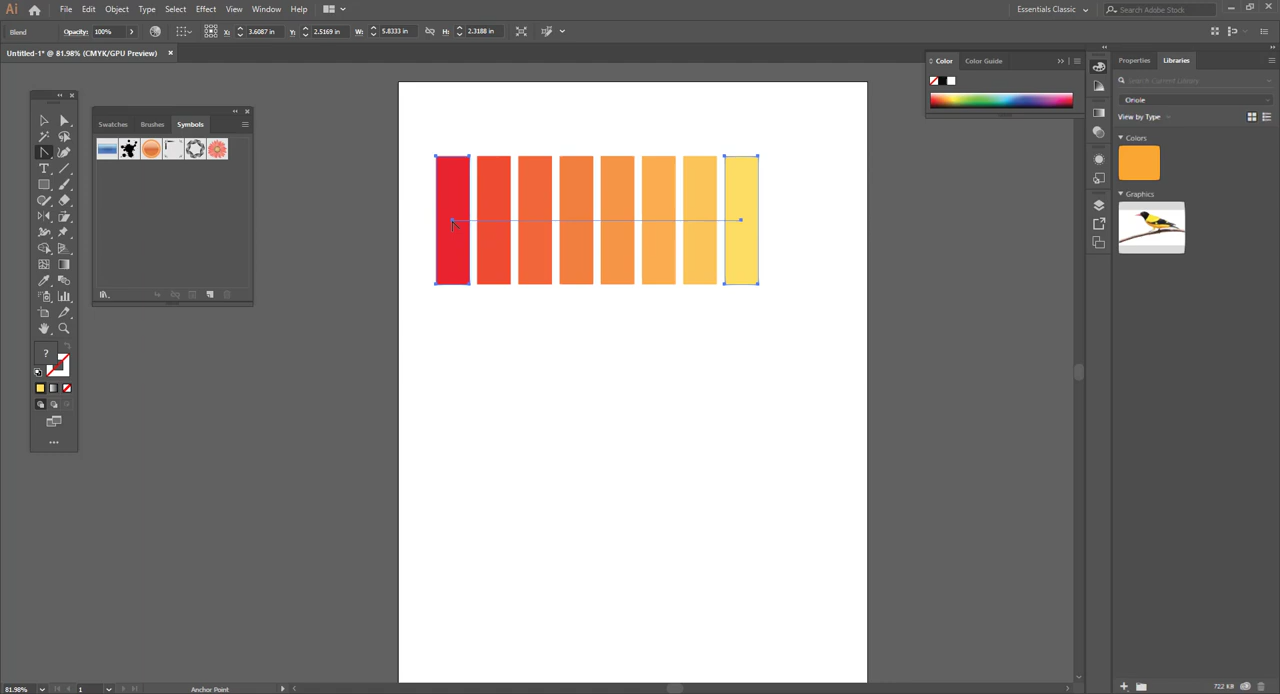 Ai File Edit Object Type Select Effect View Window Help Essentials Classic Search Adobe Stock
Blend Opacity: 100% X: 3.6087 in Y: 2.5169 in W: 5.8333 in H: 2.3188 in
Untitled-1* @ 81.98% (CMYK/GPU Preview)
Color Color Guide
Properties Libraries
Search Current Library
Oriole
View by Type
Colors
Graphics
Swatches Brushes Symbols
?
81.98% 1 Anchor Point 722 KB